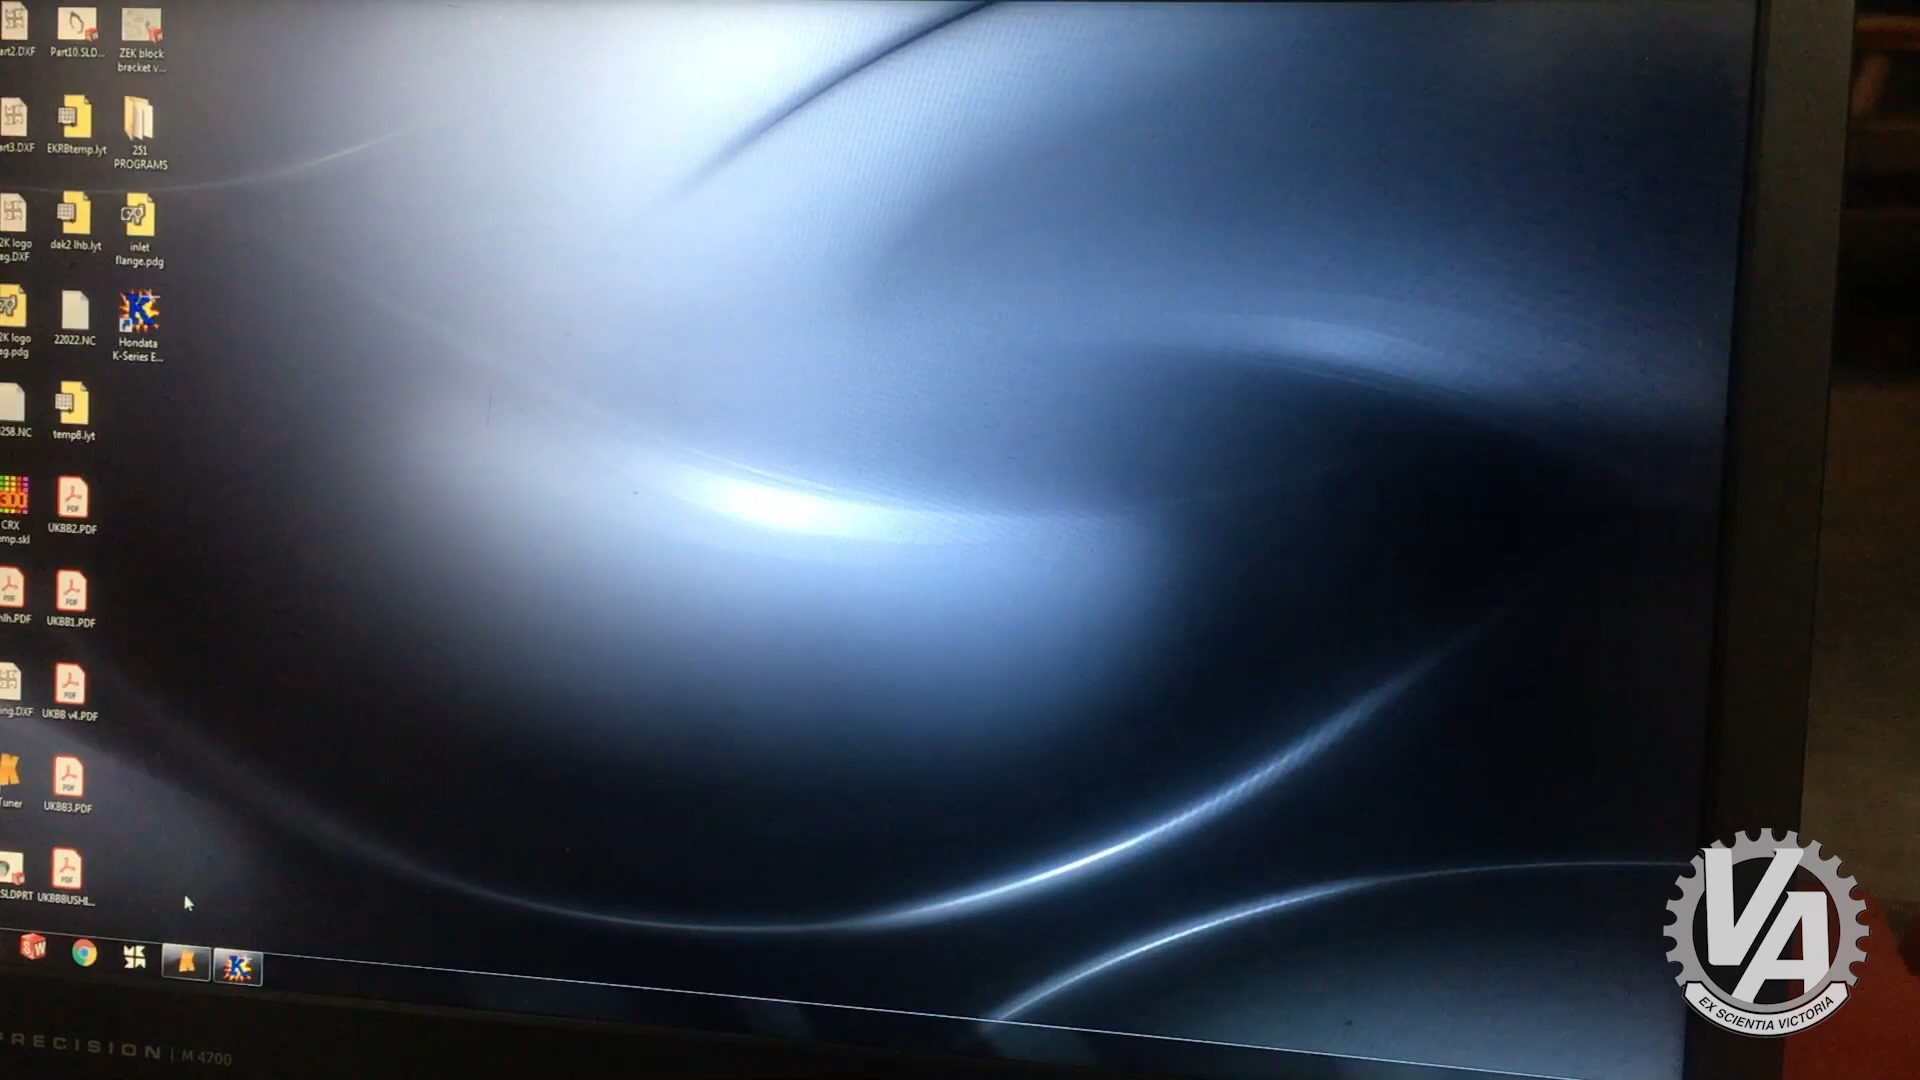 Part10.SLD...
ZEK block
bracket v...
EKRBtemp.lyt
251
PROGRAMS
dak2 lhb.lyt
inlet
flange.pdg
22022.NC
Hondata
K-Series E...
temp8.lyt
UKBB2.PDF
UKBB1.PDF
UKBB v4.PDF
UKBB3.PDF
UKBBBUSHI...
art2.DXF
art3.DXF
2K logo
ag.DXF
2K logo
ag.pdg
258.NC
300
CRX
mp.skl
ing.DXF
Tuner
SLDPRT
PRECISION | M4700
VA
EX SCIENTIA VICTORIA